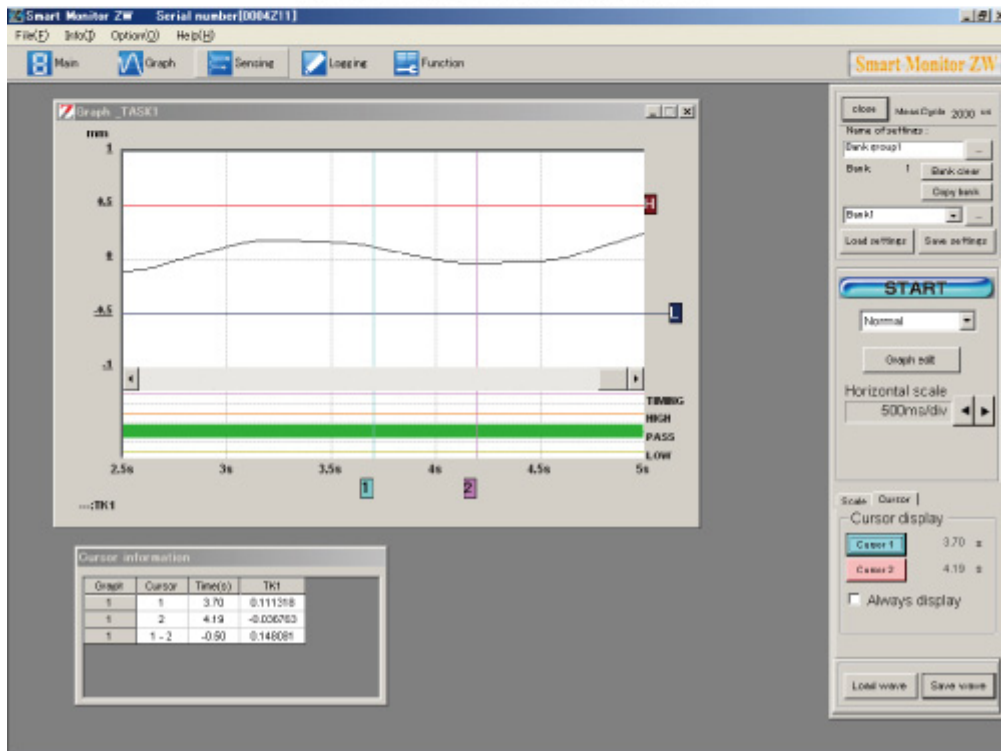 Smart Monitor ZW Serial number[0004Z11]
File(F) Info(I) Option(O) Help(H)
Main Graph Sensing Logging Function
Smart Monitor ZW
Graph _TASK1
mm
1
0.5
H
0
-0.5
L
-1
TIMING
HIGH
PASS
LOW
2.5s 3s 3.5s 4s 4.5s 5s
1 2
---:TK1
Cursor information
Graph Cursor Time(s) TK1
1 1 3.70 0.111318
1 2 4.19 -0.036763
1 1 - 2 -0.50 0.148081
close Meas.Cycle 2000 us
Name of settings :
Bank group1 ...
Bank 1 Bank clear
Copy bank
Bank1 ...
Load settings Save settings
START
Normal
Graph edit
Horizontal scale
500ms/div
Scale Cursor
Cursor display
Cursor 1 3.70 s
Cursor 2 4.19 s
Always display
Load wave Save wave